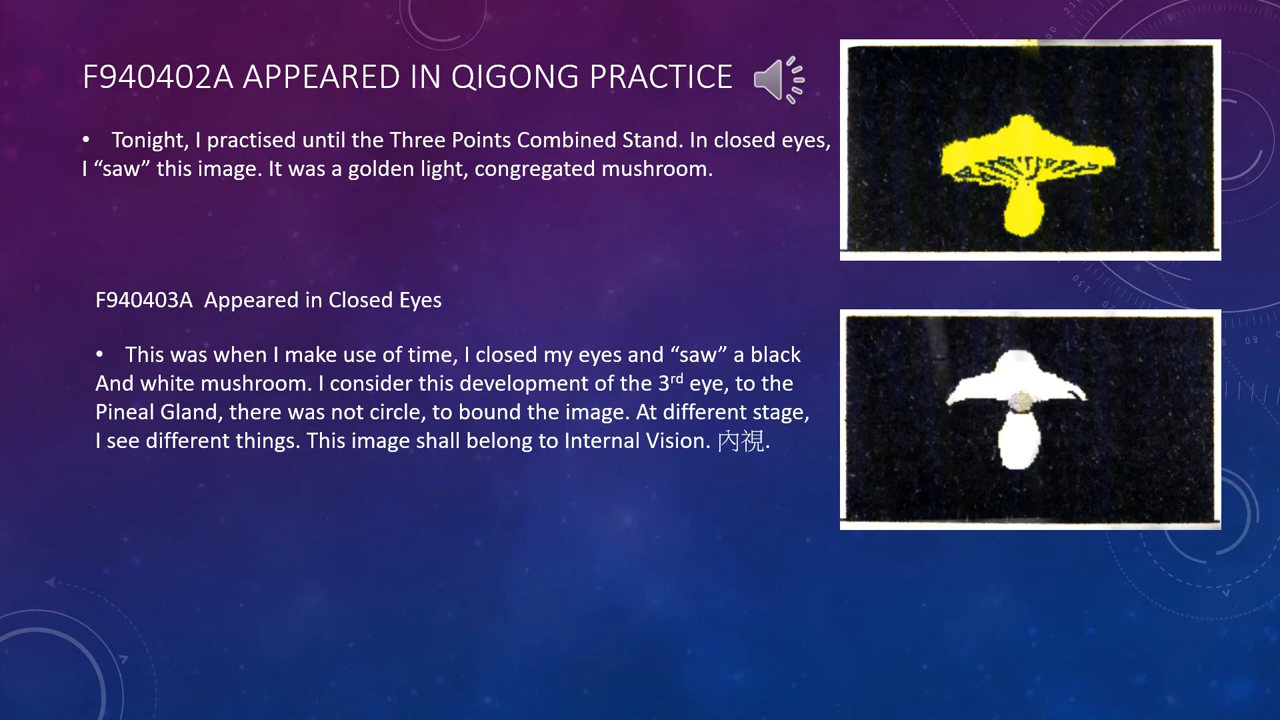 F940402A APPEARED IN QIGONG PRACTICE
• Tonight, I practised until the Three Points Combined Stand. In closed eyes,
I “saw” this image. It was a golden light, congregated mushroom.
F940403A  Appeared in Closed Eyes
• This was when I make use of time, I closed my eyes and “saw” a black
And white mushroom. I consider this development of the 3rd eye, to the
Pineal Gland, there was not circle, to bound the image. At different stage,
I see different things. This image shall belong to Internal Vision. 內視.